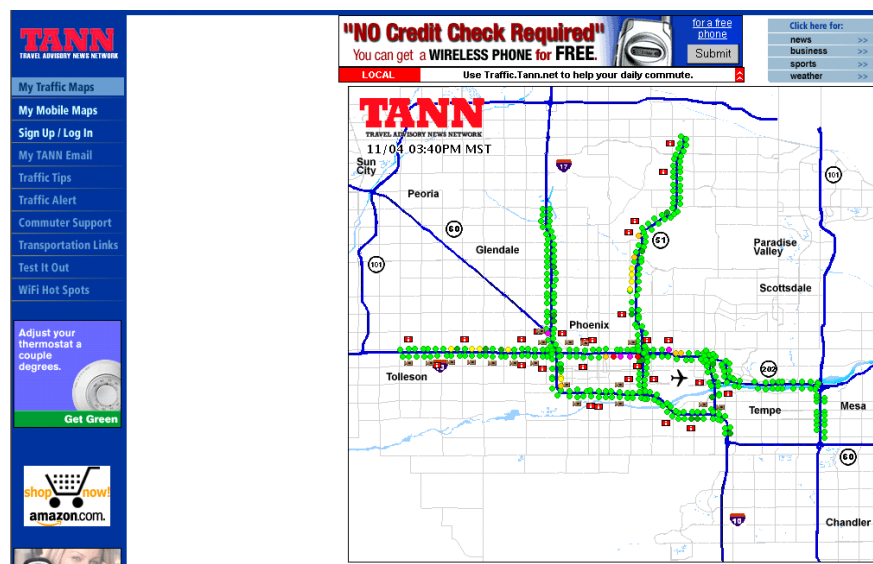 TANN
TRAVEL ADVISORY NEWS NETWORK
My Traffic Maps
My Mobile Maps
Sign Up / Log In
My TANN Email
Traffic Tips
Traffic Alert
Commuter Support
Transportation Links
Test It Out
WiFi Hot Spots
Adjust your
thermostat a
couple
degrees.
Get Green
shop now!
amazon.com.
"NO Credit Check Required"
You can get a WIRELESS PHONE for FREE.
for a free
phone
Submit
LOCAL
Use Traffic.Tann.net to help your daily commute.
Click here for:
news >>
business >>
sports >>
weather >>
TANN
TRAVEL ADVISORY NEWS NETWORK
11/04 03:40PM MST
Sun
City
Peoria
17
101
60
Glendale
51
101
Paradise
Valley
Scottsdale
Phoenix
Tolleson
202
Tempe
Mesa
60
10
Chandler